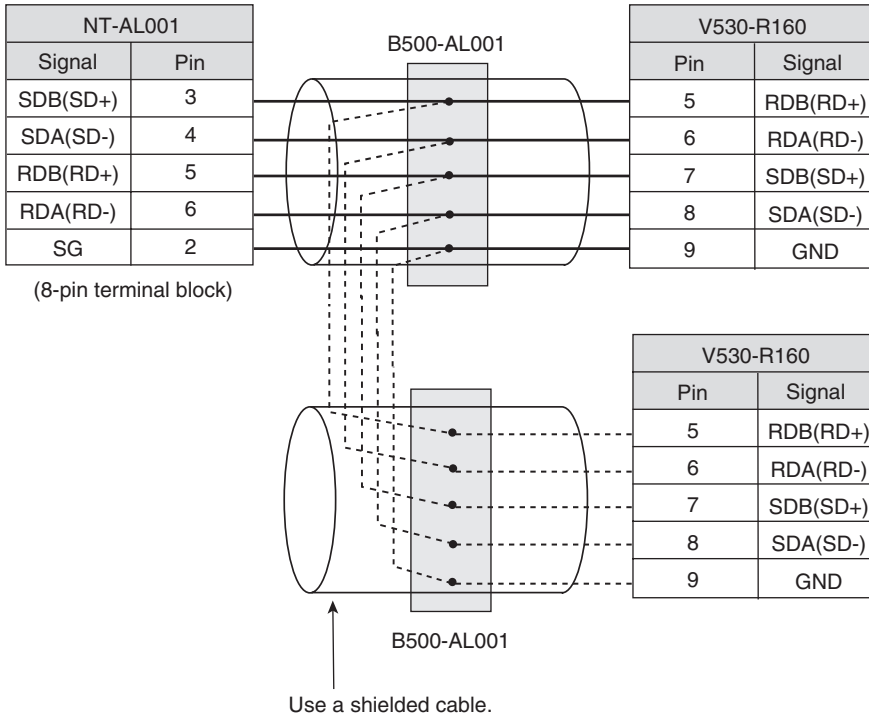 NT-AL001
Signal Pin
SDB(SD+) 3
SDA(SD-) 4
RDB(RD+) 5
RDA(RD-) 6
SG 2
(8-pin terminal block)
B500-AL001
V530-R160
Pin Signal
5 RDB(RD+)
6 RDA(RD-)
7 SDB(SD+)
8 SDA(SD-)
9 GND
V530-R160
Pin Signal
5 RDB(RD+)
6 RDA(RD-)
7 SDB(SD+)
8 SDA(SD-)
9 GND
B500-AL001
Use a shielded cable.